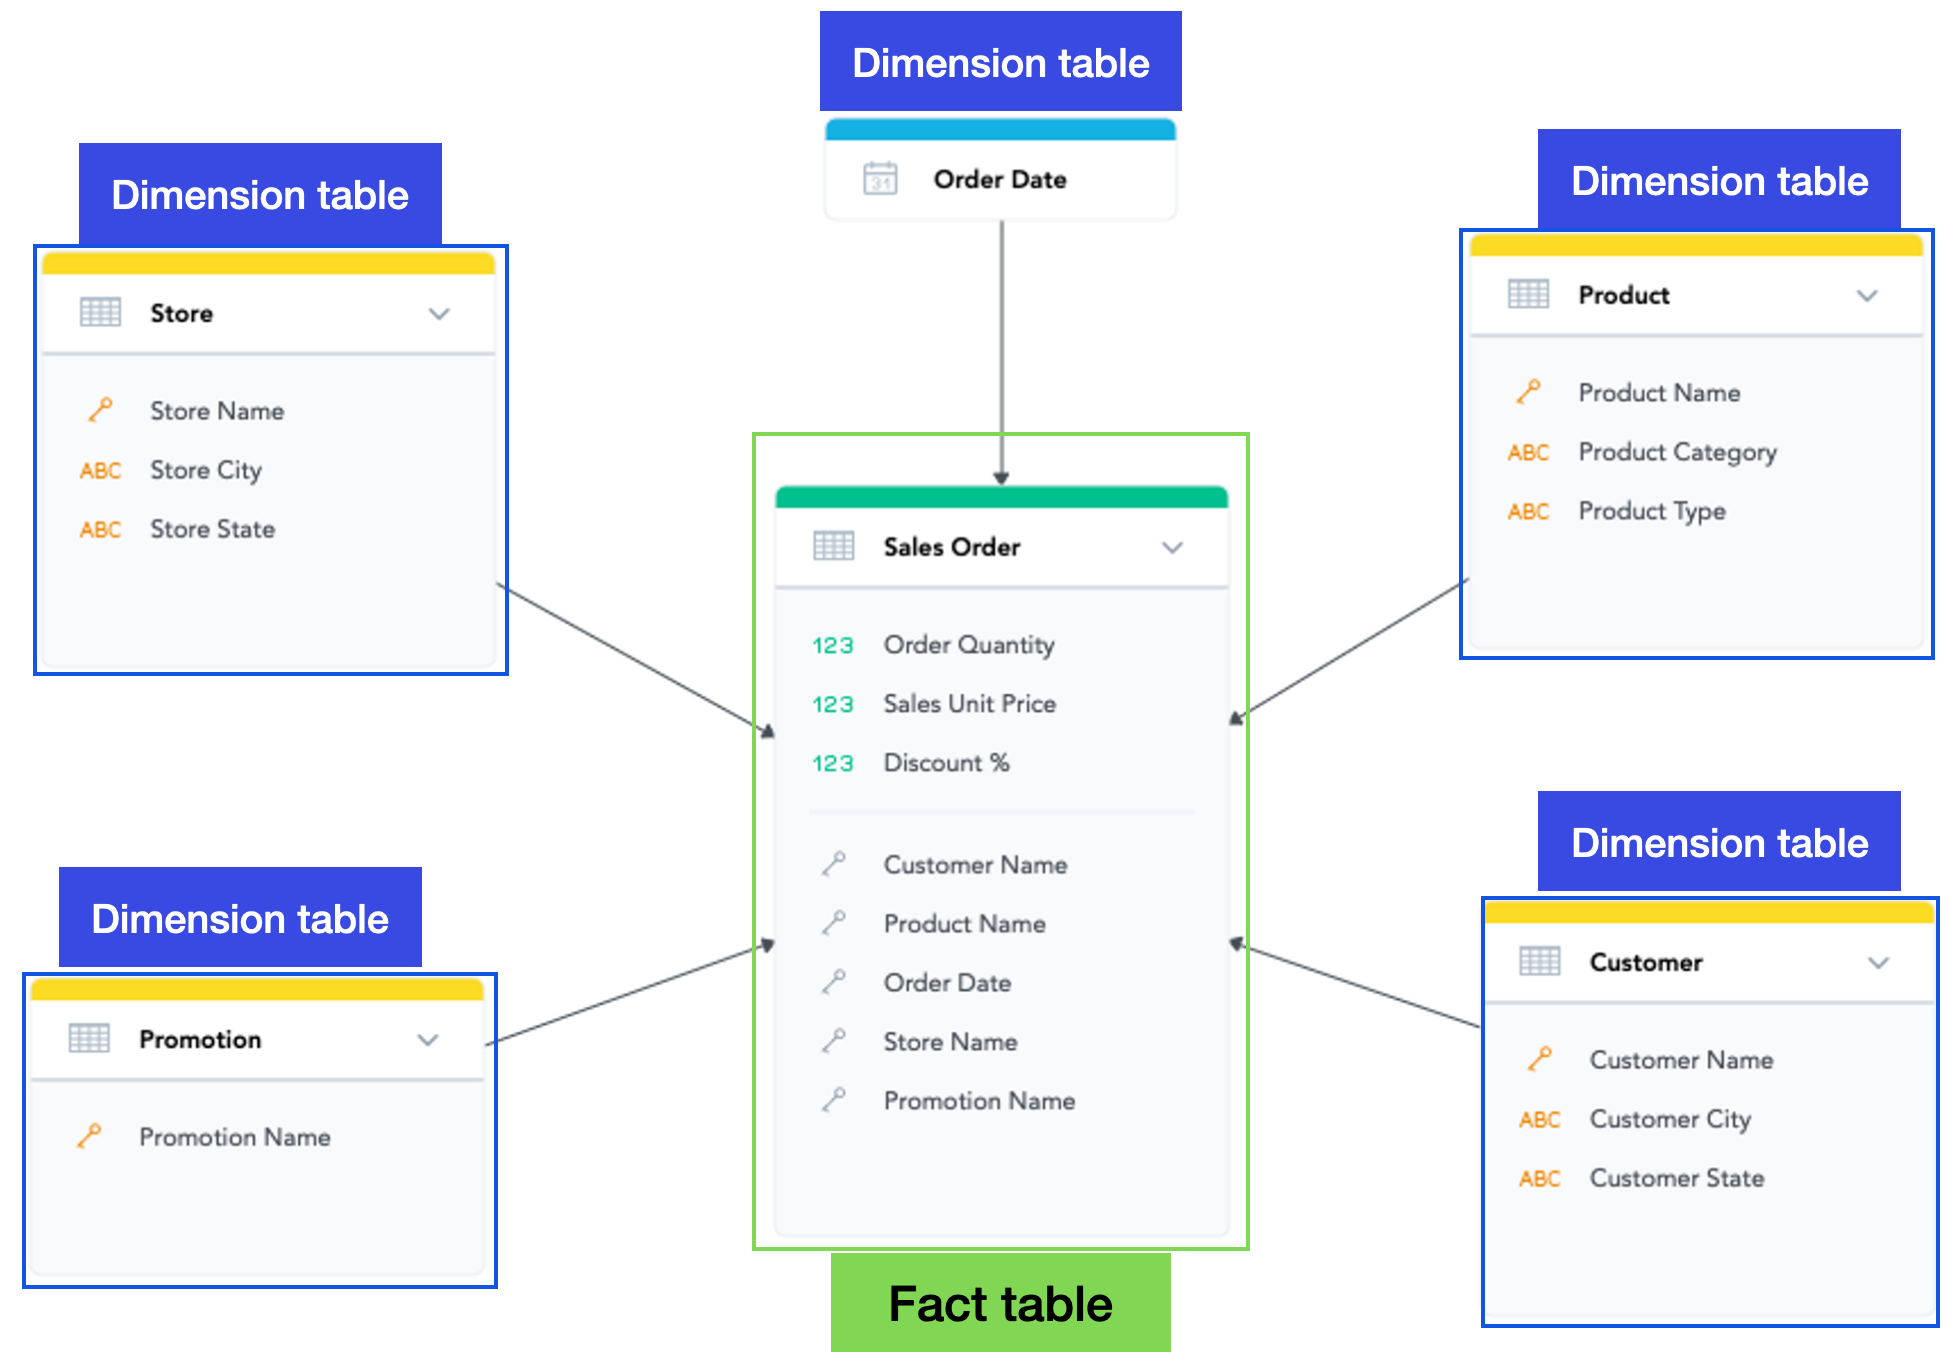 Dimension table
31 Order Date
Dimension table
Store
Store Name
ABC Store City
ABC Store State
Dimension table
Product
Product Name
ABC Product Category
ABC Product Type
Sales Order
123 Order Quantity
123 Sales Unit Price
123 Discount %
Customer Name
Product Name
Order Date
Store Name
Promotion Name
Fact table
Dimension table
Promotion
Promotion Name
Dimension table
Customer
Customer Name
ABC Customer City
ABC Customer State